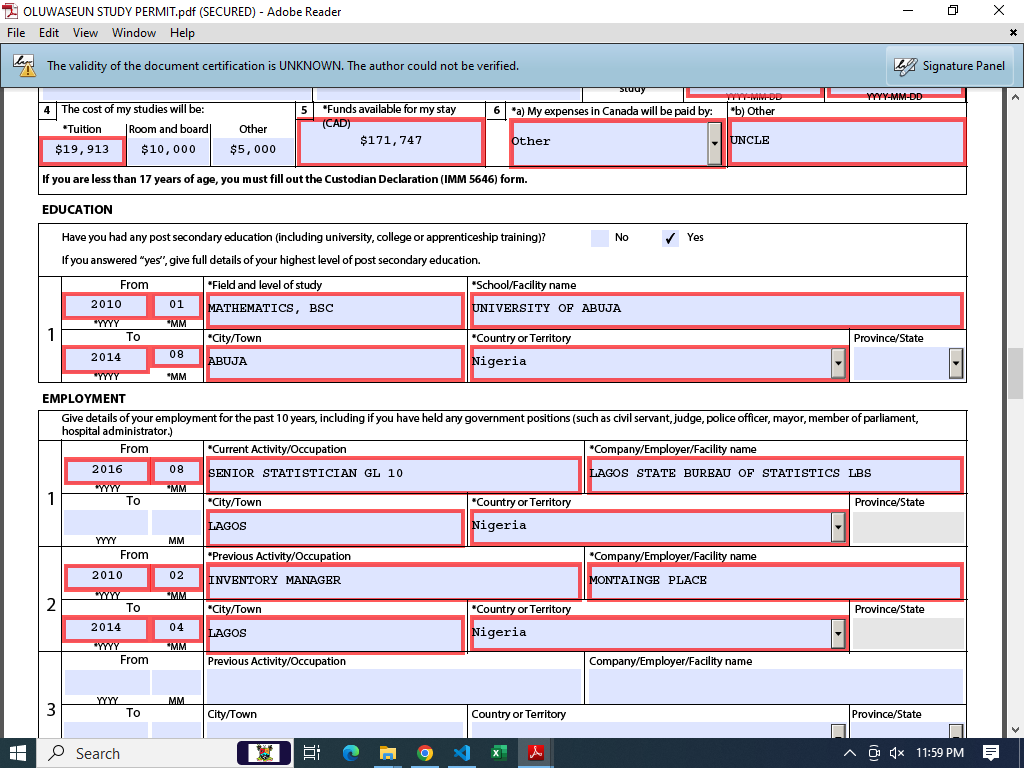 OLUWASEUN STUDY PERMIT.pdf (SECURED) - Adobe Reader
File Edit View Window Help
The validity of the document certification is UNKNOWN. The author could not be verified.
Signature Panel
study
YYYY-MM-DD YYYY-MM-DD
4 The cost of my studies will be:
*Tuition Room and board Other
$19,913 $10,000 $5,000
5 *Funds available for my stay (CAD)
$171,747
6 *a) My expenses in Canada will be paid by:
Other
*b) Other
UNCLE
If you are less than 17 years of age, you must fill out the Custodian Declaration (IMM 5646) form.
EDUCATION
Have you had any post secondary education (including university, college or apprenticeship training)? No ✓ Yes
If you answered "yes", give full details of your highest level of post secondary education.
1
From
2010 01
*YYYY *MM
*Field and level of study
MATHEMATICS, BSC
*School/Facility name
UNIVERSITY OF ABUJA
To
2014 08
*YYYY *MM
*City/Town
ABUJA
*Country or Territory
Nigeria
Province/State
EMPLOYMENT
Give details of your employment for the past 10 years, including if you have held any government positions (such as civil servant, judge, police officer, mayor, member of parliament,
hospital administrator.)
1
From
2016 08
*YYYY *MM
*Current Activity/Occupation
SENIOR STATISTICIAN GL 10
*Company/Employer/Facility name
LAGOS STATE BUREAU OF STATISTICS LBS
To
YYYY MM
*City/Town
LAGOS
*Country or Territory
Nigeria
Province/State
2
From
2010 02
*YYYY *MM
*Previous Activity/Occupation
INVENTORY MANAGER
*Company/Employer/Facility name
MONTAINGE PLACE
To
2014 04
*YYYY *MM
*City/Town
LAGOS
*Country or Territory
Nigeria
Province/State
3
From
YYYY MM
Previous Activity/Occupation
Company/Employer/Facility name
To
City/Town
Country or Territory
Province/State
Search
11:59 PM